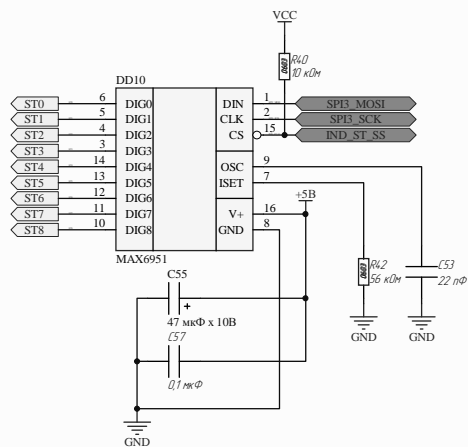 VCC
R40
0603
10 кОм
DD10
ST0 6 DIG0 DIN 1 SPI3_MOSI
ST1 5 DIG1 CLK 2 SPI3_SCK
ST2 4 DIG2 CS 15 IND_ST_SS
ST3 3 DIG3
ST4 14 DIG4 OSC 9
ST5 13 DIG5 ISET 7
ST6 12 DIG6
+5В
ST7 11 DIG7 V+ 16
ST8 10 DIG8 GND 8
MAX6951
C55
+
47 мкФ x 10В
C57
0,1 мкФ
GND
R42
0603
56 кОм
GND
C53
22 пФ
GND